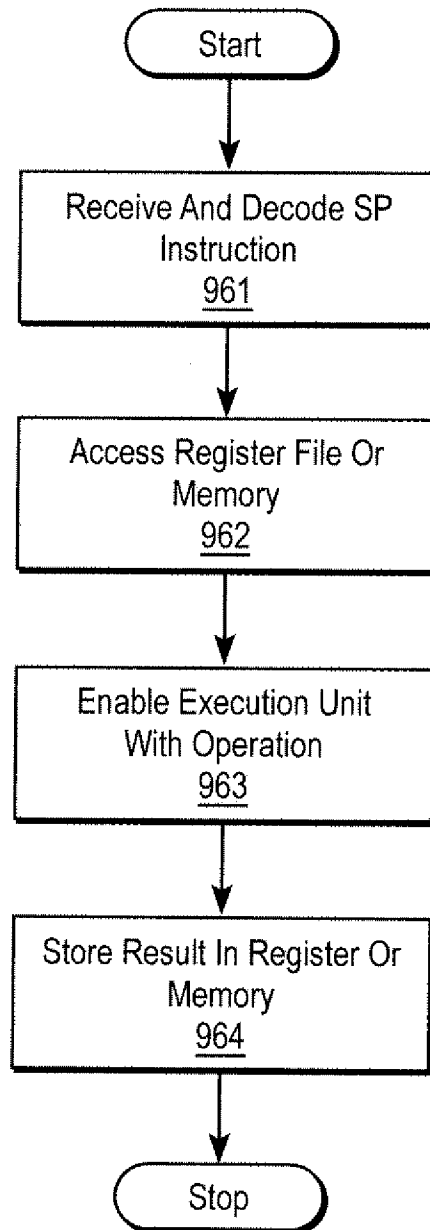 Start
Receive And Decode SP
Instruction
961
Access Register File Or
Memory
962
Enable Execution Unit
With Operation
963
Store Result In Register Or
Memory
964
Stop